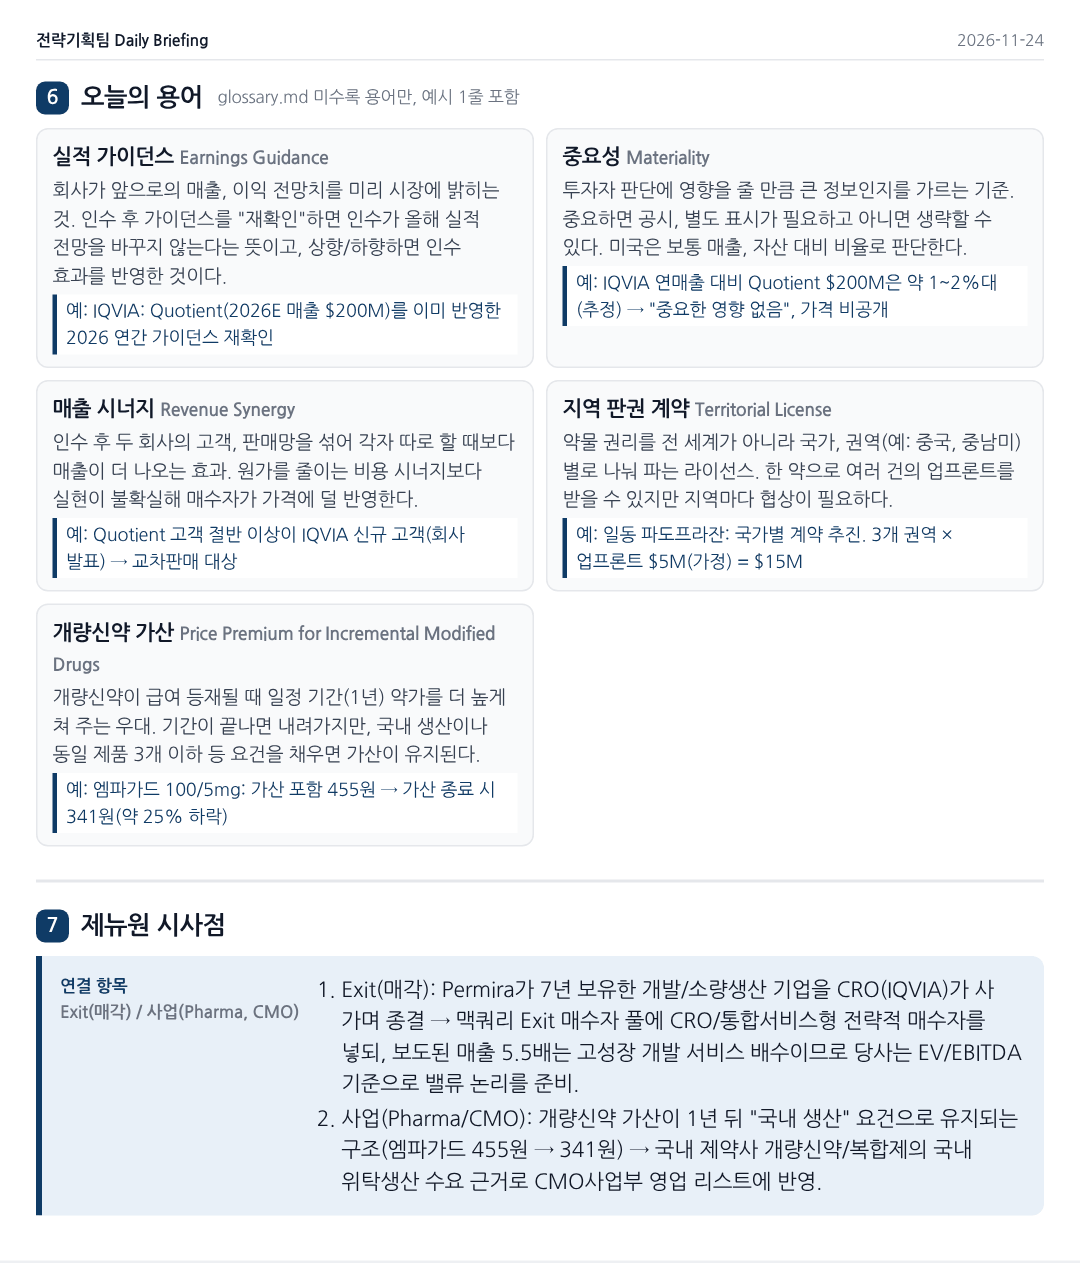 전략기획팀 Daily Briefing
2026-11-24
6 오늘의 용어 glossary.md 미수록 용어만, 예시 1줄 포함
실적 가이던스 Earnings Guidance
회사가 앞으로의 매출, 이익 전망치를 미리 시장에 밝히는
것. 인수 후 가이던스를 "재확인"하면 인수가 올해 실적
전망을 바꾸지 않는다는 뜻이고, 상향/하향하면 인수
효과를 반영한 것이다.
예: IQVIA: Quotient(2026E 매출 $200M)를 이미 반영한
2026 연간 가이던스 재확인
중요성 Materiality
투자자 판단에 영향을 줄 만큼 큰 정보인지를 가르는 기준.
중요하면 공시, 별도 표시가 필요하고 아니면 생략할 수
있다. 미국은 보통 매출, 자산 대비 비율로 판단한다.
예: IQVIA 연매출 대비 Quotient $200M은 약 1~2%대
(추정) → "중요한 영향 없음", 가격 비공개
매출 시너지 Revenue Synergy
인수 후 두 회사의 고객, 판매망을 섞어 각자 따로 할 때보다
매출이 더 나오는 효과. 원가를 줄이는 비용 시너지보다
실현이 불확실해 매수자가 가격에 덜 반영한다.
예: Quotient 고객 절반 이상이 IQVIA 신규 고객(회사
발표) → 교차판매 대상
지역 판권 계약 Territorial License
약물 권리를 전 세계가 아니라 국가, 권역(예: 중국, 중남미)
별로 나눠 파는 라이선스. 한 약으로 여러 건의 업프론트를
받을 수 있지만 지역마다 협상이 필요하다.
예: 일동 파도프라잔: 국가별 계약 추진. 3개 권역 ×
업프론트 $5M(가정) = $15M
개량신약 가산 Price Premium for Incremental Modified
Drugs
개량신약이 급여 등재될 때 일정 기간(1년) 약가를 더 높게
쳐 주는 우대. 기간이 끝나면 내려가지만, 국내 생산이나
동일 제품 3개 이하 등 요건을 채우면 가산이 유지된다.
예: 엠파가드 100/5mg: 가산 포함 455원 → 가산 종료 시
341원(약 25% 하락)
7 제뉴원 시사점
연결 항목
Exit(매각) / 사업(Pharma, CMO)
1. Exit(매각): Permira가 7년 보유한 개발/소량생산 기업을 CRO(IQVIA)가 사
가며 종결 → 맥쿼리 Exit 매수자 풀에 CRO/통합서비스형 전략적 매수자를
넣되, 보도된 매출 5.5배는 고성장 개발 서비스 배수이므로 당사는 EV/EBITDA
기준으로 밸류 논리를 준비.
2. 사업(Pharma/CMO): 개량신약 가산이 1년 뒤 "국내 생산" 요건으로 유지되는
구조(엠파가드 455원 → 341원) → 국내 제약사 개량신약/복합제의 국내
위탁생산 수요 근거로 CMO사업부 영업 리스트에 반영.